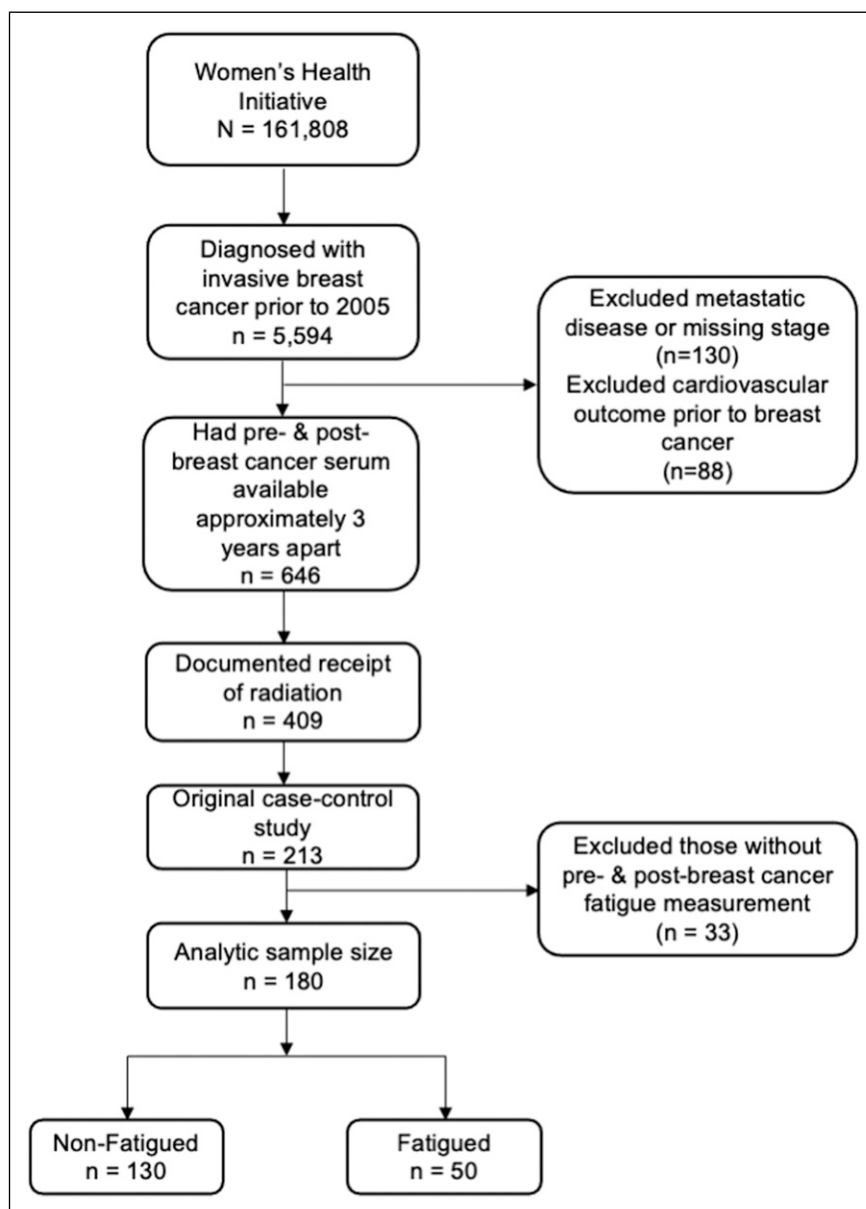 Women's Health
Initiative
N = 161,808
Diagnosed with
invasive breast
cancer prior to 2005
n = 5,594
Excluded metastatic
disease or missing stage
(n=130)
Excluded cardiovascular
outcome prior to breast
cancer
(n=88)
Had pre- & post-
breast cancer serum
available
approximately 3
years apart
n = 646
Documented receipt
of radiation
n = 409
Original case-control
study
n = 213
Excluded those without
pre- & post-breast cancer
fatigue measurement
(n = 33)
Analytic sample size
n = 180
Non-Fatigued
n = 130
Fatigued
n = 50